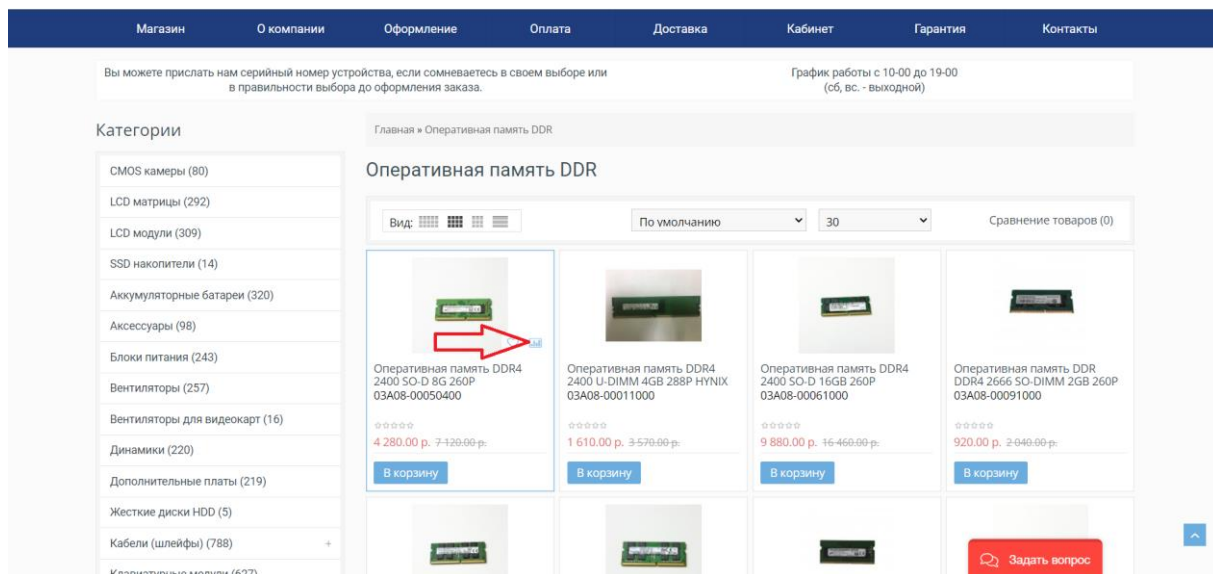 Магазин
О компании
Оформление
Оплата
Доставка
Кабинет
Гарантия
Контакты
Вы можете прислать нам серийный номер устройства, если сомневаетесь в своем выборе или
в правильности выбора до оформления заказа.
График работы с 10-00 до 19-00
(сб, вс. - выходной)
Категории
CMOS камеры (80)
LCD матрицы (292)
LCD модули (309)
SSD накопители (14)
Аккумуляторные батареи (320)
Аксессуары (98)
Блоки питания (243)
Вентиляторы (257)
Вентиляторы для видеокарт (16)
Динамики (220)
Дополнительные платы (219)
Жесткие диски HDD (5)
Кабели (шлейфы) (788) +
Клавиатурные модули (627)
Главная » Оперативная память DDR
Оперативная память DDR
Вид:
По умолчанию
30
Сравнение товаров (0)
Оперативная память DDR4
2400 SO-D 8G 260P
03A08-00050400
4 280.00 р. 7 120.00 р.
В корзину
Оперативная память DDR4
2400 U-DIMM 4GB 288P HYNIX
03A08-00011000
1 610.00 р. 3 570.00 р.
В корзину
Оперативная память DDR4
2400 SO-D 16GB 260P
03A08-00061000
9 880.00 р. 16 460.00 р.
В корзину
Оперативная память DDR
DDR4 2666 SO-DIMM 2GB 260P
03A08-00091000
920.00 р. 2 040.00 р.
В корзину
Задать вопрос